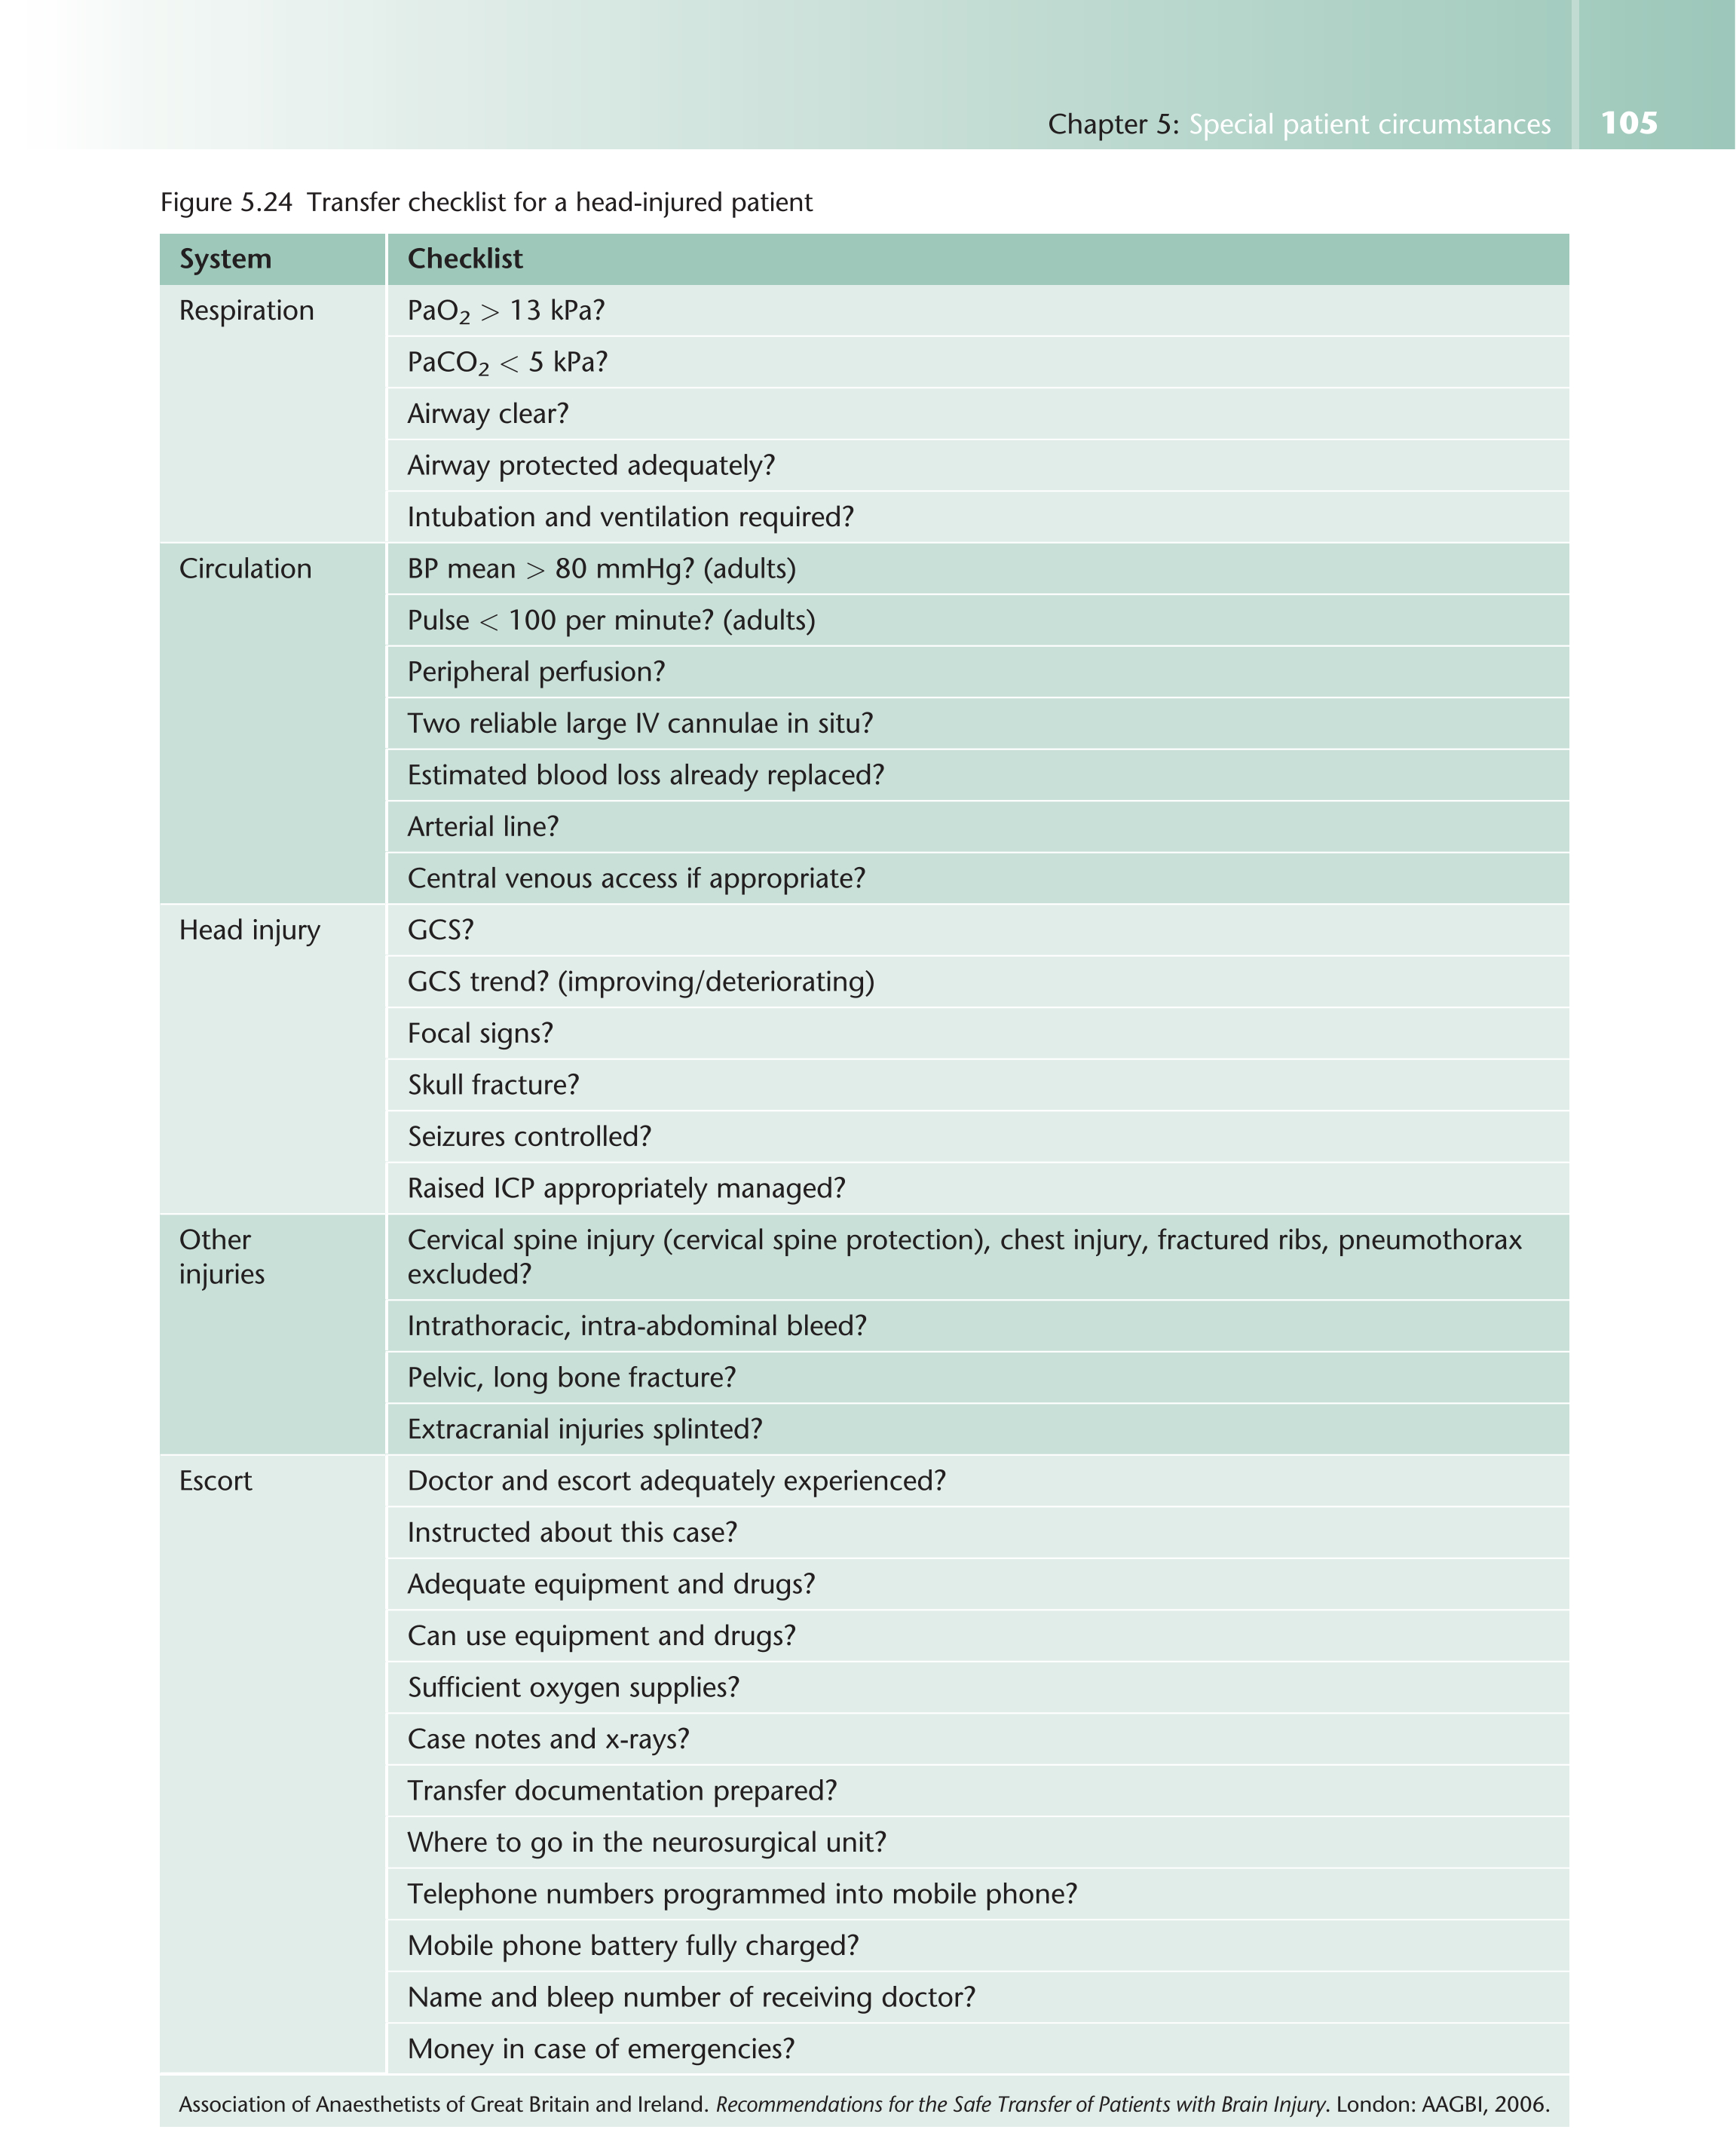 Chapter 5: Special patient circumstances 105
Figure 5.24 Transfer checklist for a head-injured patient
System Checklist
Respiration PaO₂ > 13 kPa?
PaCO₂ < 5 kPa?
Airway clear?
Airway protected adequately?
Intubation and ventilation required?
Circulation BP mean > 80 mmHg? (adults)
Pulse < 100 per minute? (adults)
Peripheral perfusion?
Two reliable large IV cannulae in situ?
Estimated blood loss already replaced?
Arterial line?
Central venous access if appropriate?
Head injury GCS?
GCS trend? (improving/deteriorating)
Focal signs?
Skull fracture?
Seizures controlled?
Raised ICP appropriately managed?
Other injuries Cervical spine injury (cervical spine protection), chest injury, fractured ribs, pneumothorax
excluded?
Intrathoracic, intra-abdominal bleed?
Pelvic, long bone fracture?
Extracranial injuries splinted?
Escort Doctor and escort adequately experienced?
Instructed about this case?
Adequate equipment and drugs?
Can use equipment and drugs?
Sufficient oxygen supplies?
Case notes and x-rays?
Transfer documentation prepared?
Where to go in the neurosurgical unit?
Telephone numbers programmed into mobile phone?
Mobile phone battery fully charged?
Name and bleep number of receiving doctor?
Money in case of emergencies?
Association of Anaesthetists of Great Britain and Ireland. Recommendations for the Safe Transfer of Patients with Brain Injury. London: AAGBI, 2006.